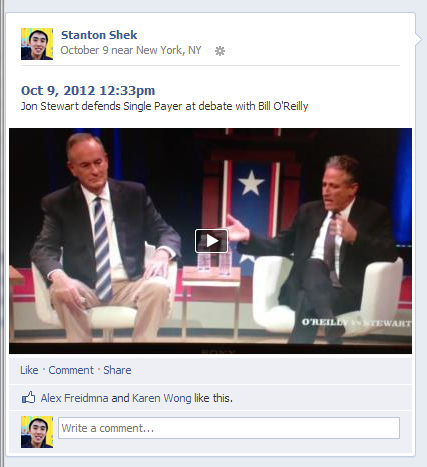 Stanton Shek
October 9 near New York, NY
Oct 9, 2012 12:33pm
Jon Stewart defends Single Payer at debate with Bill O'Reilly
O'REILLY VS STEWART
SONY
Like · Comment · Share
Alex Freidmna and Karen Wong like this.
Write a comment...